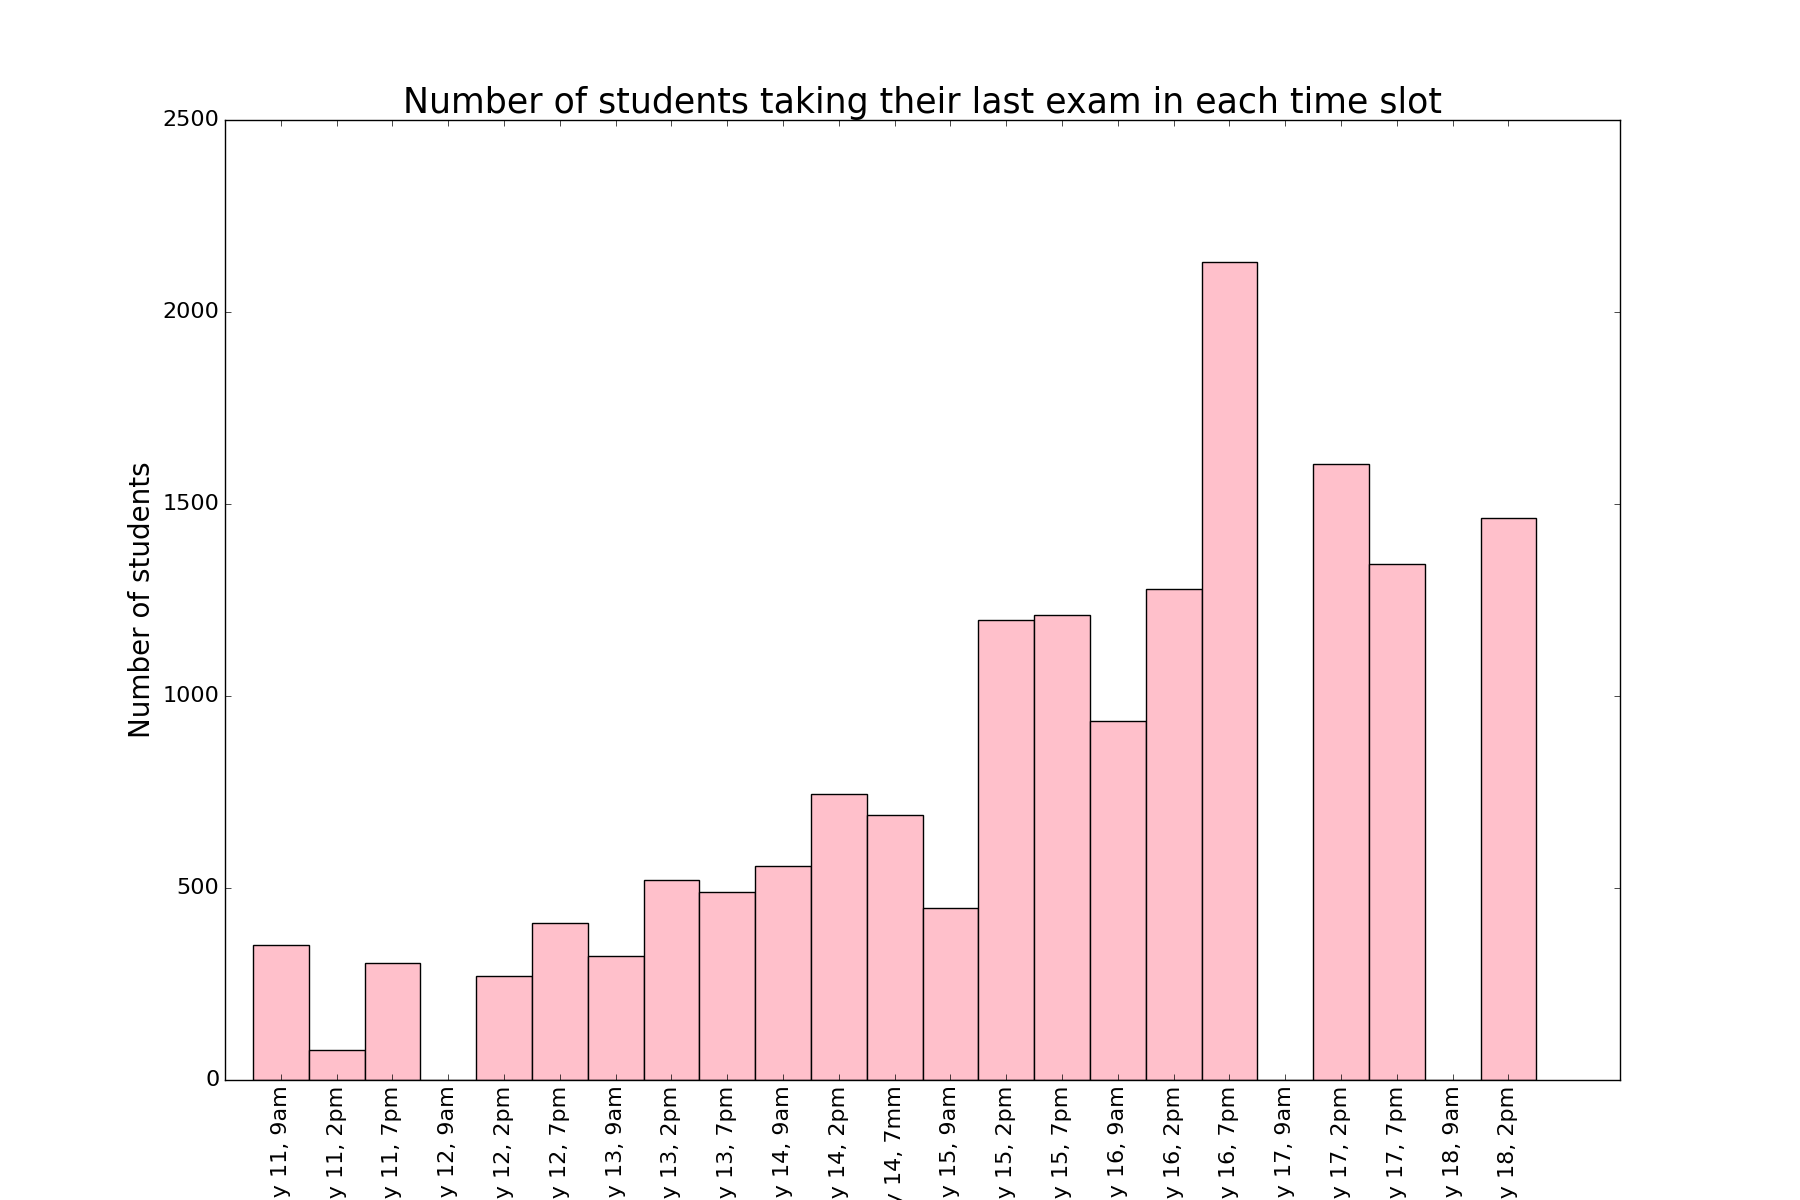 Number of students taking their last exam in each time slot
Number of students
2500
2000
1500
1000
500
0
y 11, 9am
y 11, 2pm
y 11, 7pm
y 12, 9am
y 12, 2pm
y 12, 7pm
y 13, 9am
y 13, 2pm
y 13, 7pm
y 14, 9am
y 14, 2pm
y 14, 7mm
y 15, 9am
y 15, 2pm
y 15, 7pm
y 16, 9am
y 16, 2pm
y 16, 7pm
y 17, 9am
y 17, 2pm
y 17, 7pm
y 18, 9am
y 18, 2pm